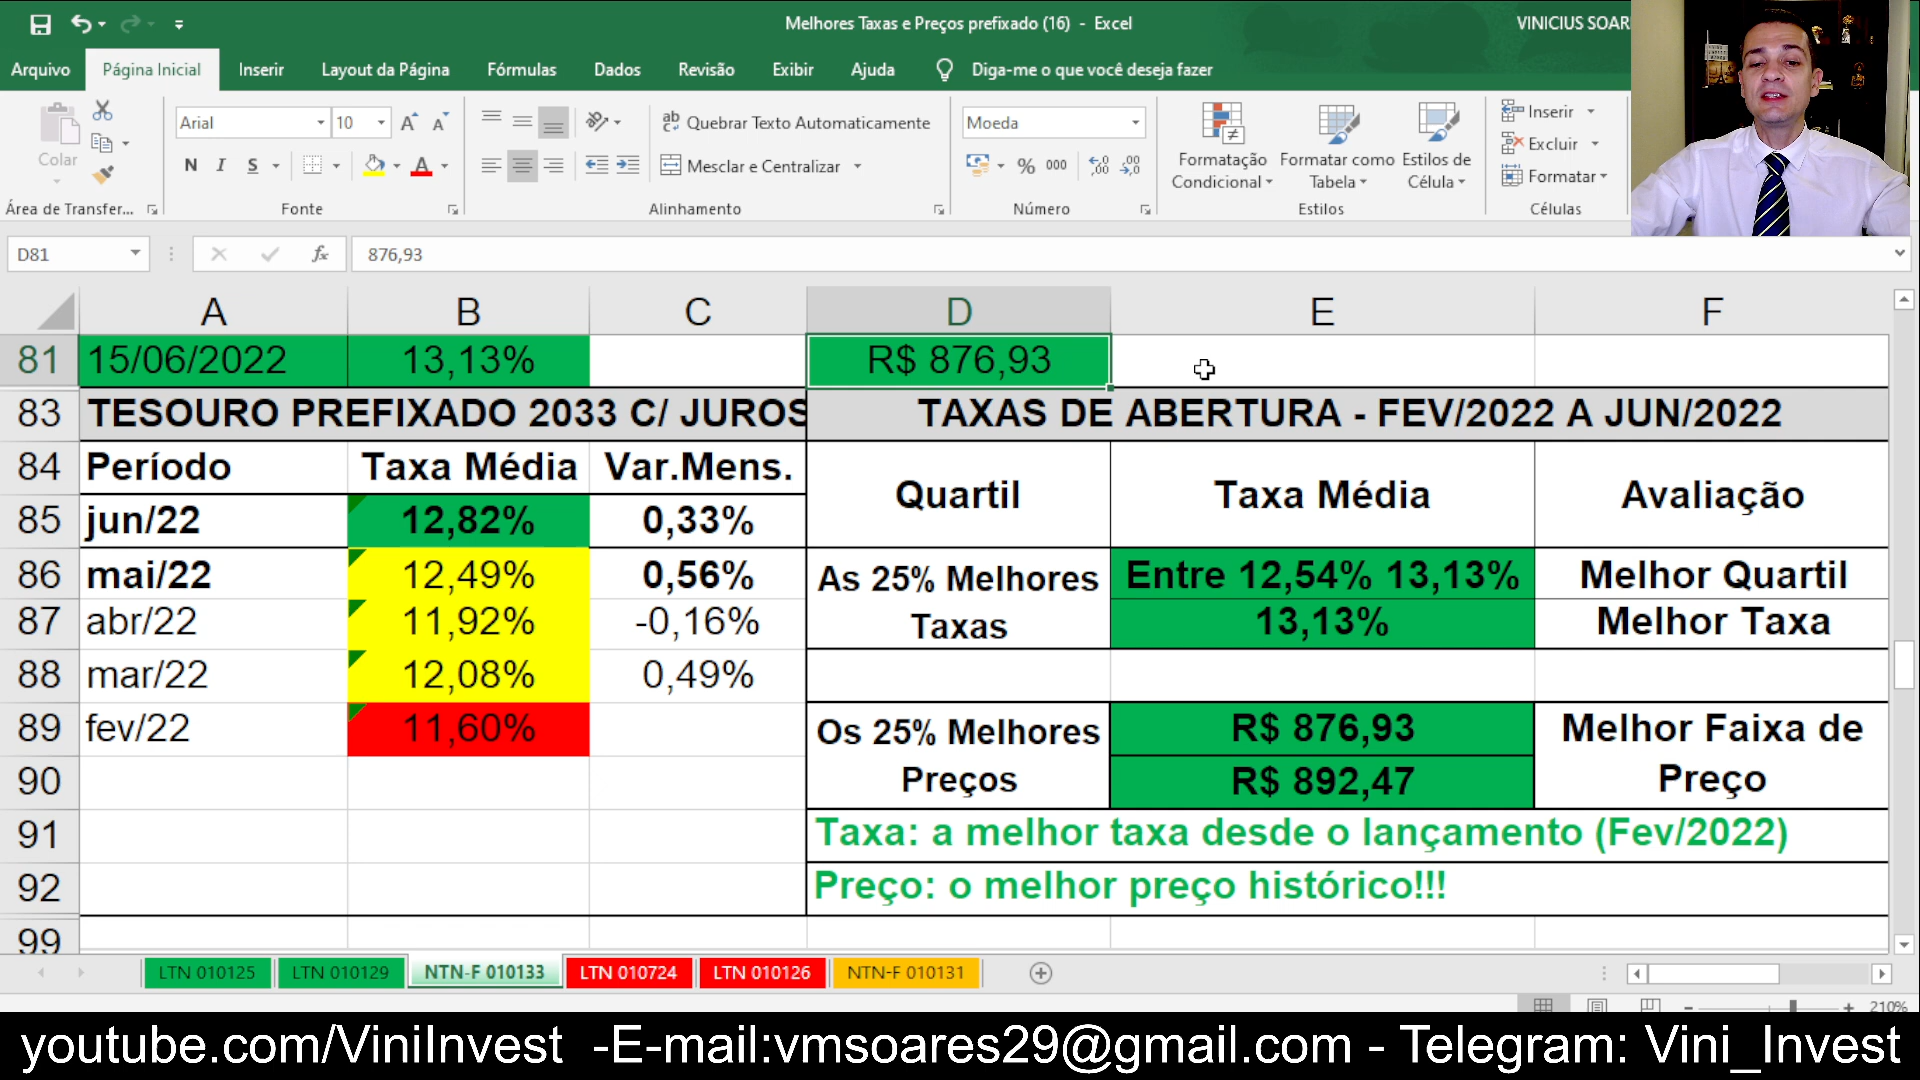 Melhores Taxas e Preços prefixado (16) - Excel
VINICIUS SOAR
Arquivo Página Inicial Inserir Layout da Página Fórmulas Dados Revisão Exibir Ajuda Diga-me o que você deseja fazer
Colar
Arial 10
Quebrar Texto Automaticamente
Moeda
N I S
Mesclar e Centralizar
% 000
Formatação Condicional
Formatar como Tabela
Estilos de Célula
Inserir
Excluir
Formatar
Área de Transfer... Fonte Alinhamento Número Estilos Células
D81 fx 876,93
A B C D E F
81 15/06/2022 13,13% R$ 876,93
83 TESOURO PREFIXADO 2033 C/ JUROS TAXAS DE ABERTURA - FEV/2022 A JUN/2022
84 Período Taxa Média Var.Mens. Quartil Taxa Média Avaliação
85 jun/22 12,82% 0,33%
86 mai/22 12,49% 0,56% As 25% Melhores Entre 12,54% 13,13% Melhor Quartil
87 abr/22 11,92% -0,16% Taxas 13,13% Melhor Taxa
88 mar/22 12,08% 0,49%
89 fev/22 11,60% Os 25% Melhores R$ 876,93 Melhor Faixa de
90 Preços R$ 892,47 Preço
91 Taxa: a melhor taxa desde o lançamento (Fev/2022)
92 Preço: o melhor preço histórico!!!
99
LTN 010125 LTN 010129 NTN-F 010133 LTN 010724 LTN 010126 NTN-F 010131
210%
youtube.com/ViniInvest -E-mail:vmsoares29@gmail.com - Telegram: Vini_Invest